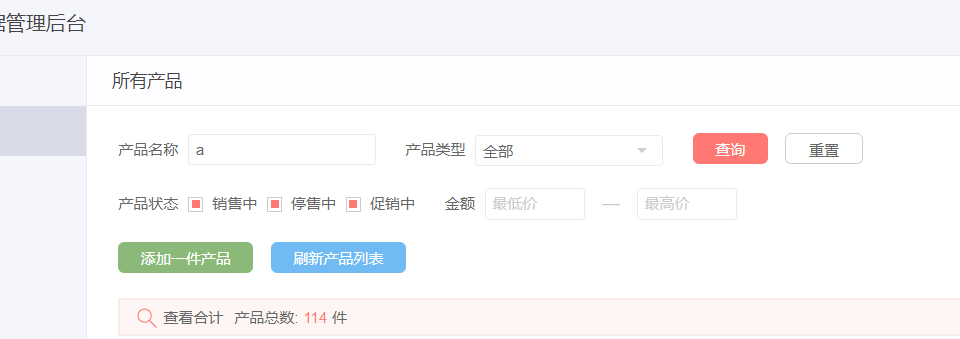 据管理后台
所有产品
产品名称 a 产品类型 全部 查询 重置
产品状态 销售中 停售中 促销中 金额 最低价 — 最高价
添加一件产品 刷新产品列表
查看合计 产品总数: 114 件